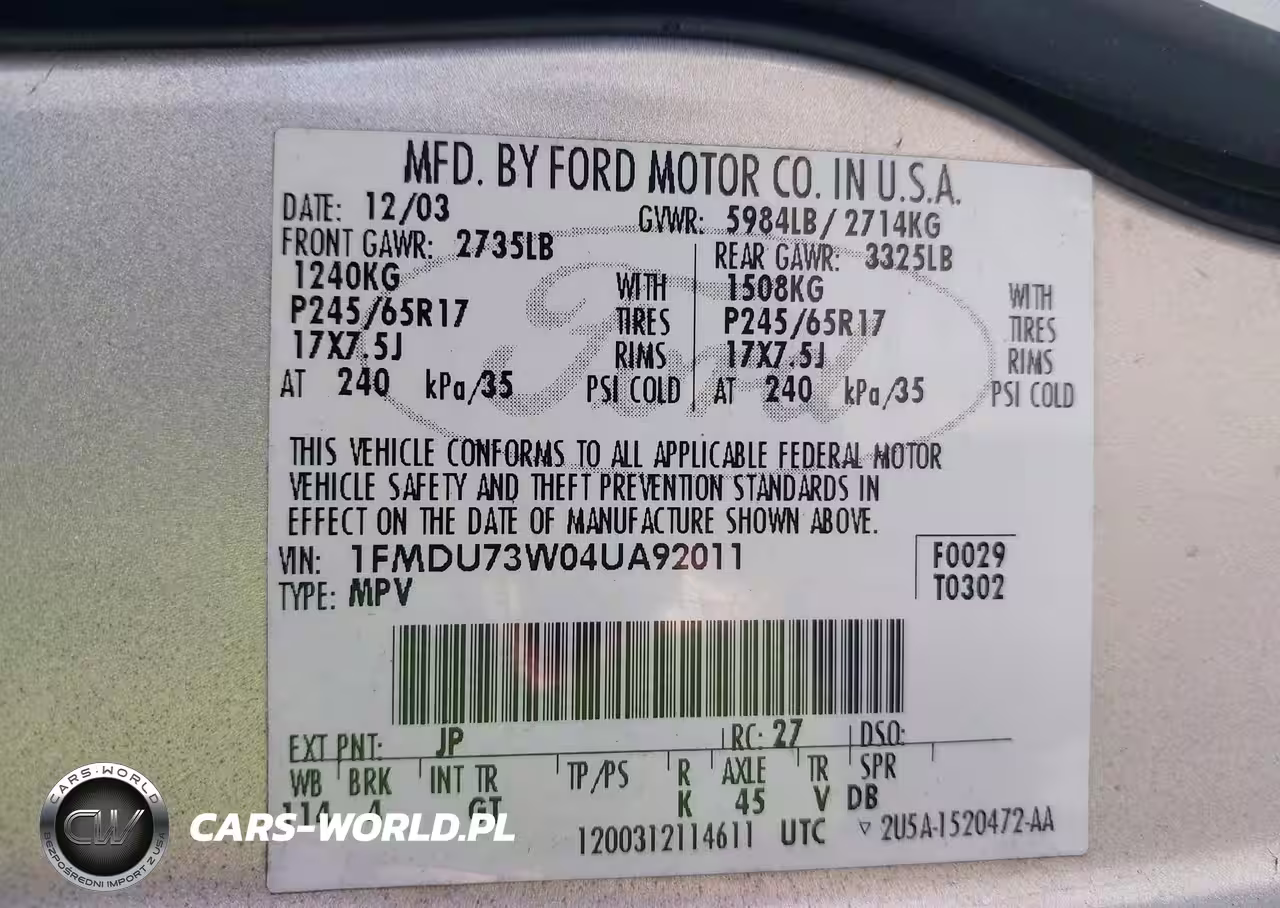 MFD. BY FORD MOTOR CO. IN U.S.A.
DATE: 12/03 GVWR: 5984LB / 2714KG
FRONT GAWR: 2735LB REAR GAWR: 3325LB
1240KG WITH 1508KG WITH
P245/65R17 TIRES P245/65R17 TIRES
17X7.5J RIMS 17X7.5J RIMS
AT 240 kPa/35 PSI COLD AT 240 kPa/35 PSI COLD
Ford
THIS VEHICLE CONFORMS TO ALL APPLICABLE FEDERAL MOTOR
VEHICLE SAFETY AND THEFT PREVENTION STANDARDS IN
EFFECT ON THE DATE OF MANUFACTURE SHOWN ABOVE.
VIN: 1FMDU73W04UA92011 F0029
TYPE: MPV T0302
EXT PNT: JP RC: 27 DSO:
WB BRK INT TR TP/PS R AXLE TR SPR
114 4 GT K 45 V DB
1200312114611 UTC ▽ 2U5A-1520472-AA
CARS-WORLD
CW
BEZPOŚREDNI IMPORT Z USA
CARS-WORLD.PL